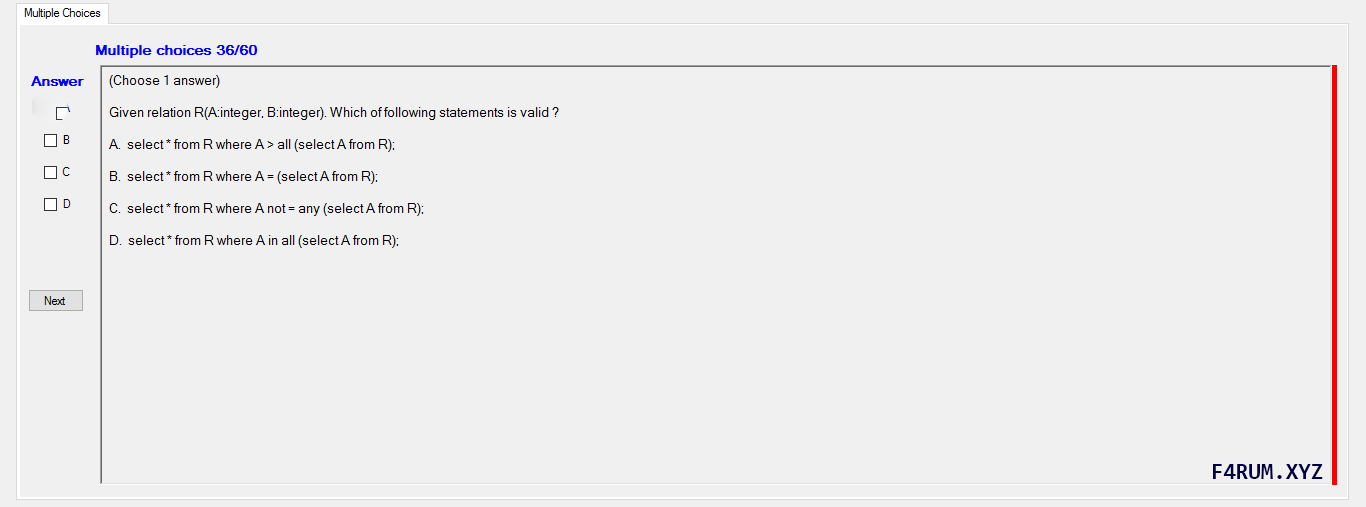 Multiple Choices
Multiple choices 36/60
Answer
(Choose 1 answer)
Given relation R(A:integer, B:integer). Which of following statements is valid ?
A. select * from R where A > all (select A from R);
B
B. select * from R where A = (select A from R);
C
C. select * from R where A not = any (select A from R);
D
D. select * from R where A in all (select A from R);
Next
F4RUM.XYZ